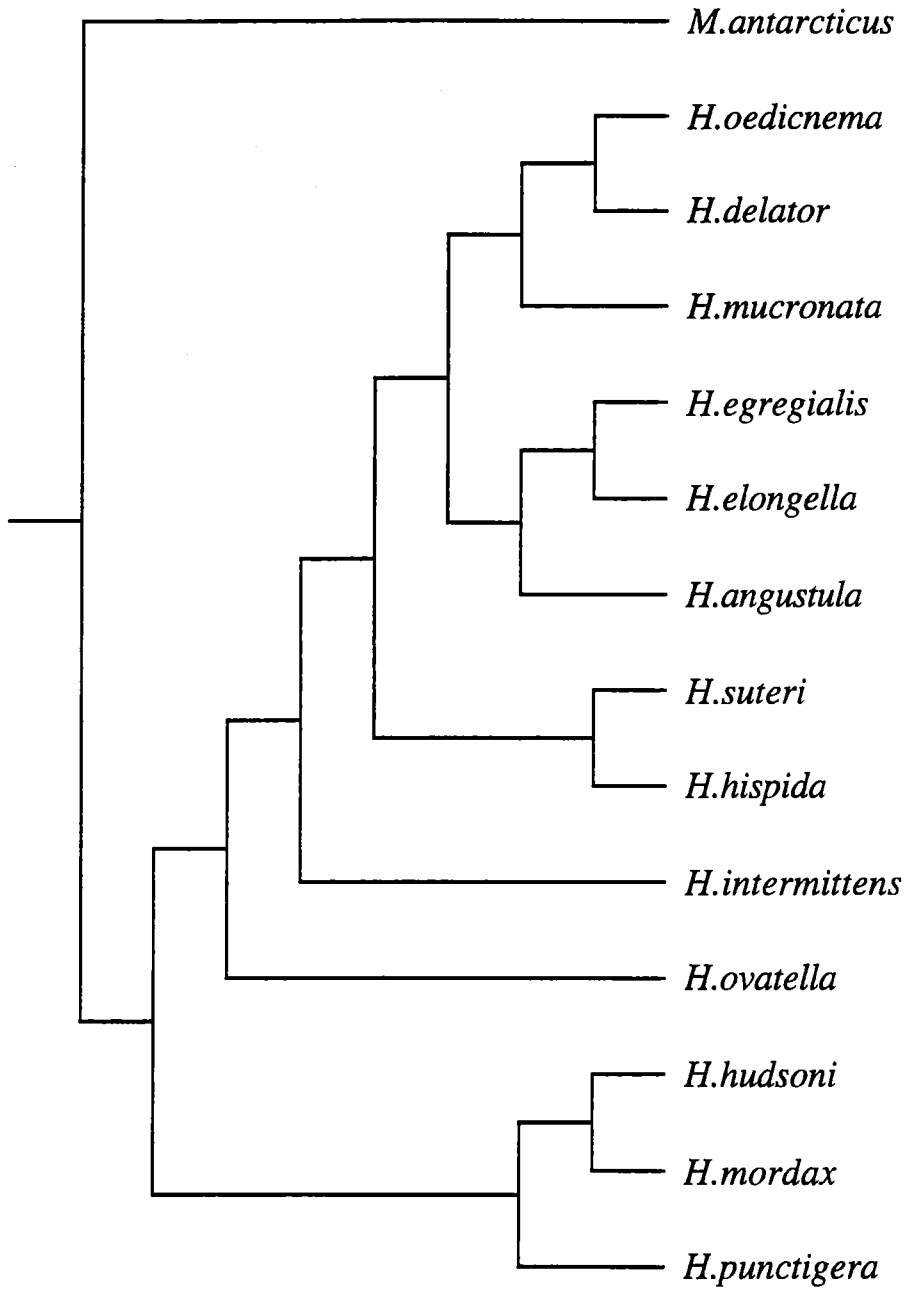 M.antarcticus
H.oedicnema
H.delator
H.mucronata
H.egregialis
H.elongella
H.angustula
H.suteri
H.hispida
H.intermittens
H.ovatella
H.hudsoni
H.mordax
H.punctigera